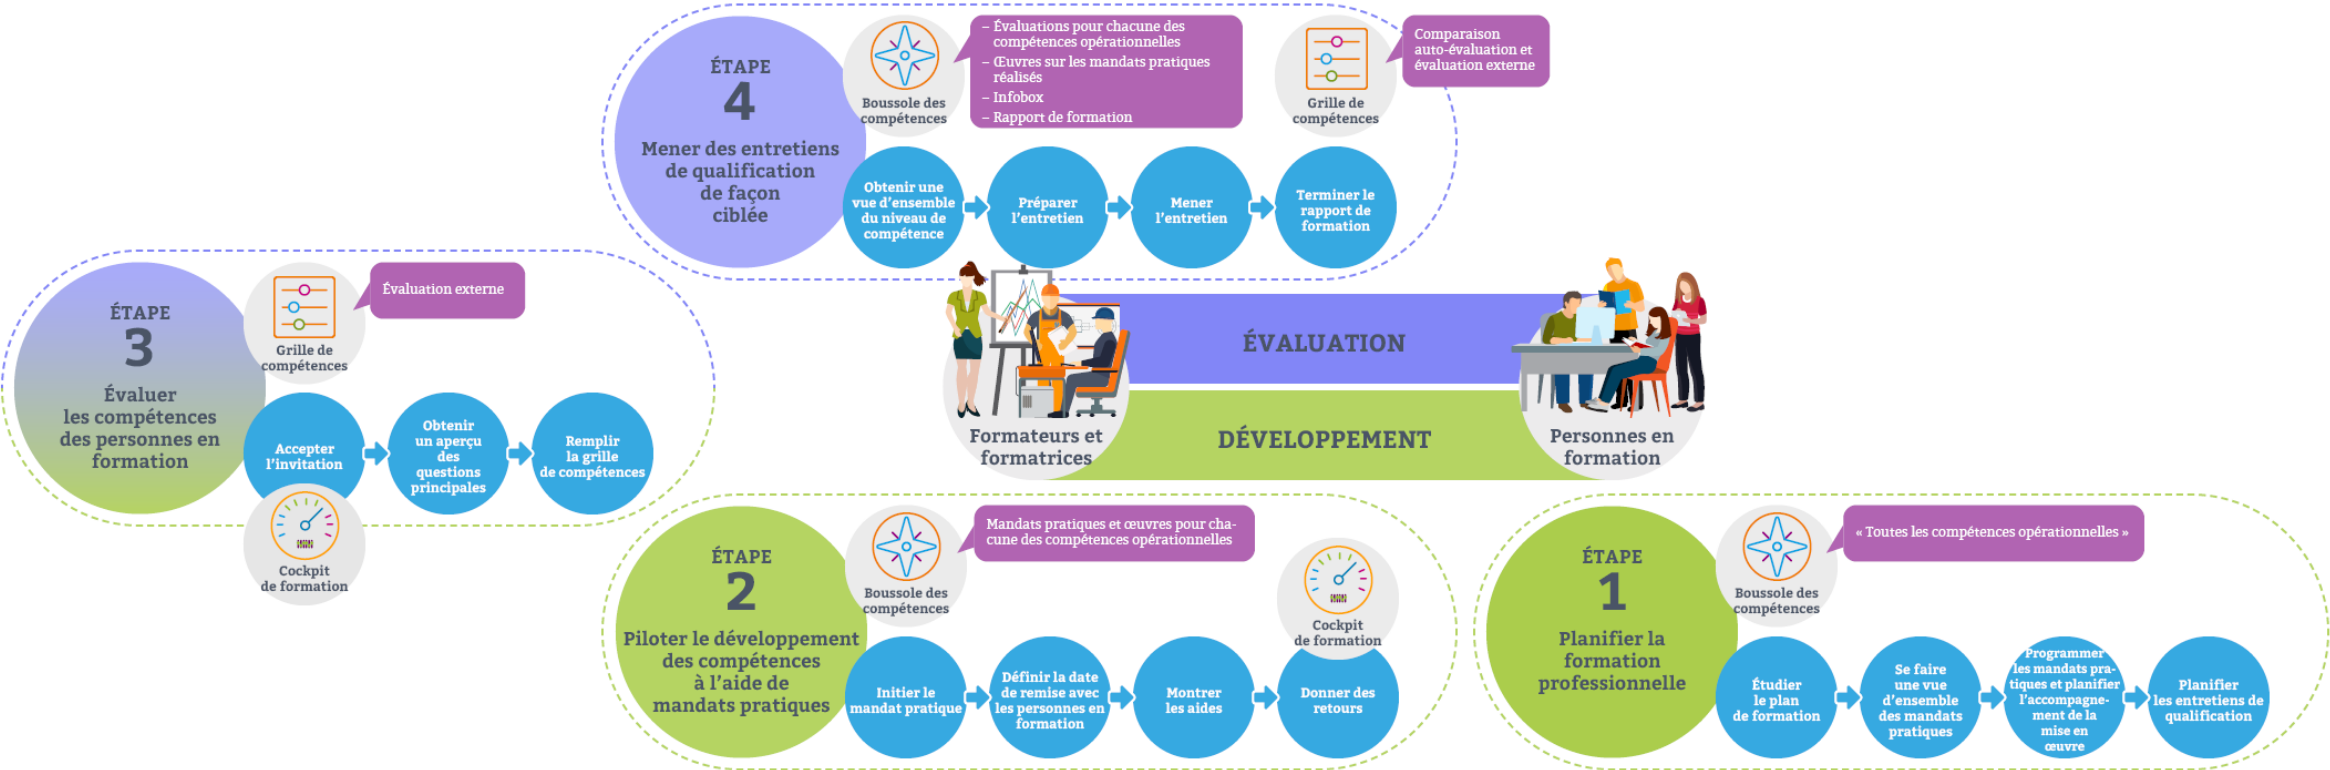 ÉTAPE
4
Mener des entretiens
de qualification
de façon
ciblée
Boussole des
compétences
– Évaluations pour chacune des
compétences opérationnelles
– Œuvres sur les mandats pratiques
réalisés
– Infobox
– Rapport de formation
Grille de
compétences
Comparaison
auto-évaluation et
évaluation externe
Obtenir une
vue d’ensemble
du niveau de
compétence
Préparer
l’entretien
Mener
l’entretien
Terminer le
rapport de
formation
ÉTAPE
3
Évaluer
les compétences
des personnes en
formation
Grille de
compétences
Évaluation externe
Accepter
l’invitation
Obtenir
un aperçu
des
questions
principales
Remplir
la grille
de compétences
Cockpit
de formation
ÉVALUATION
DÉVELOPPEMENT
Formateurs et
formatrices
Personnes en
formation
ÉTAPE
2
Piloter le développement
des compétences
à l’aide de
mandats pratiques
Boussole des
compétences
Mandats pratiques et œuvres pour cha-
cune des compétences opérationnelles
Cockpit
de formation
Initier le
mandat pratique
Définir la date
de remise avec
les personnes en
formation
Montrer
les aides
Donner des
retours
ÉTAPE
1
Planifier la
formation
professionnelle
Boussole des
compétences
« Toutes les compétences opérationnelles »
Étudier
le plan
de formation
Se faire
une vue
d’ensemble
des mandats
pratiques
Programmer
les mandats pra-
tiques et planifier
l’accompagne-
ment de la
mise en
œuvre
Planifier
les entretiens de
qualification